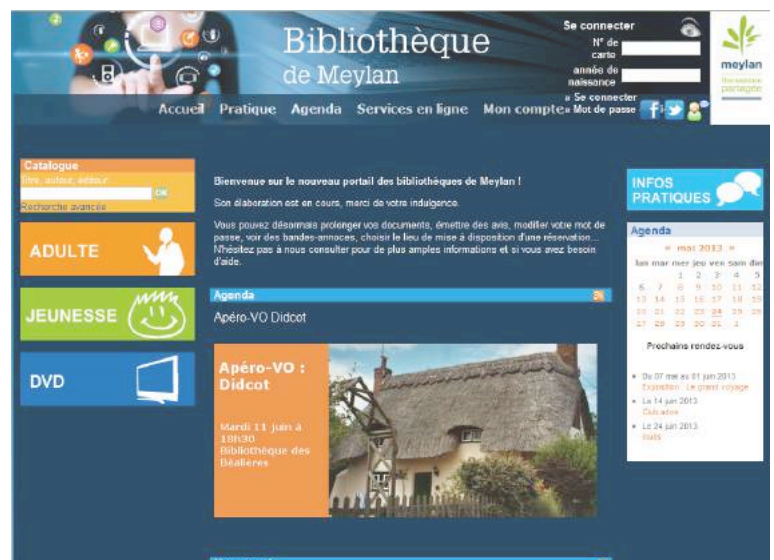 Bibliothèque
de Meylan
Se connecter
N° de
carte
année de
naissance
» Se connecter
» Mot de passe
meylan
Accueil Pratique Agenda Services en ligne Mon compte
Catalogue
Titre, auteur, éditeur
OK
Recherche avancée
ADULTE
JEUNESSE
DVD
Bienvenue sur le nouveau portail des bibliothèques de Meylan !
Son élaboration est en cours, merci de votre indulgence.
Vous pouvez désormais prolonger vos documents, émettre des avis, modifier votre mot de
passe, voir des bandes-annoces, choisir le lieu de mise à disposition d'une réservation...
N'hésitez pas à nous consulter pour de plus amples informations et si vous avez besoin
d'aide.
Agenda
Apéro-VO Didcot
Apéro-VO :
Didcot
Mardi 11 juin à
18h30
Bibliothèque des
Béalières
INFOS
PRATIQUES
Agenda
« mai 2013 »
lun mar mer jeu ven sam dim
1 2 3 4 5
6 7 8 9 10 11 12
13 14 15 16 17 18 19
20 21 22 23 24 25 26
27 28 29 30 31 1
Prochains rendez-vous
Du 07 mai au 01 juin 2013
Exposition : Le grand voyage
Le 14 juin 2013
Club ados
Le 24 juin 2013